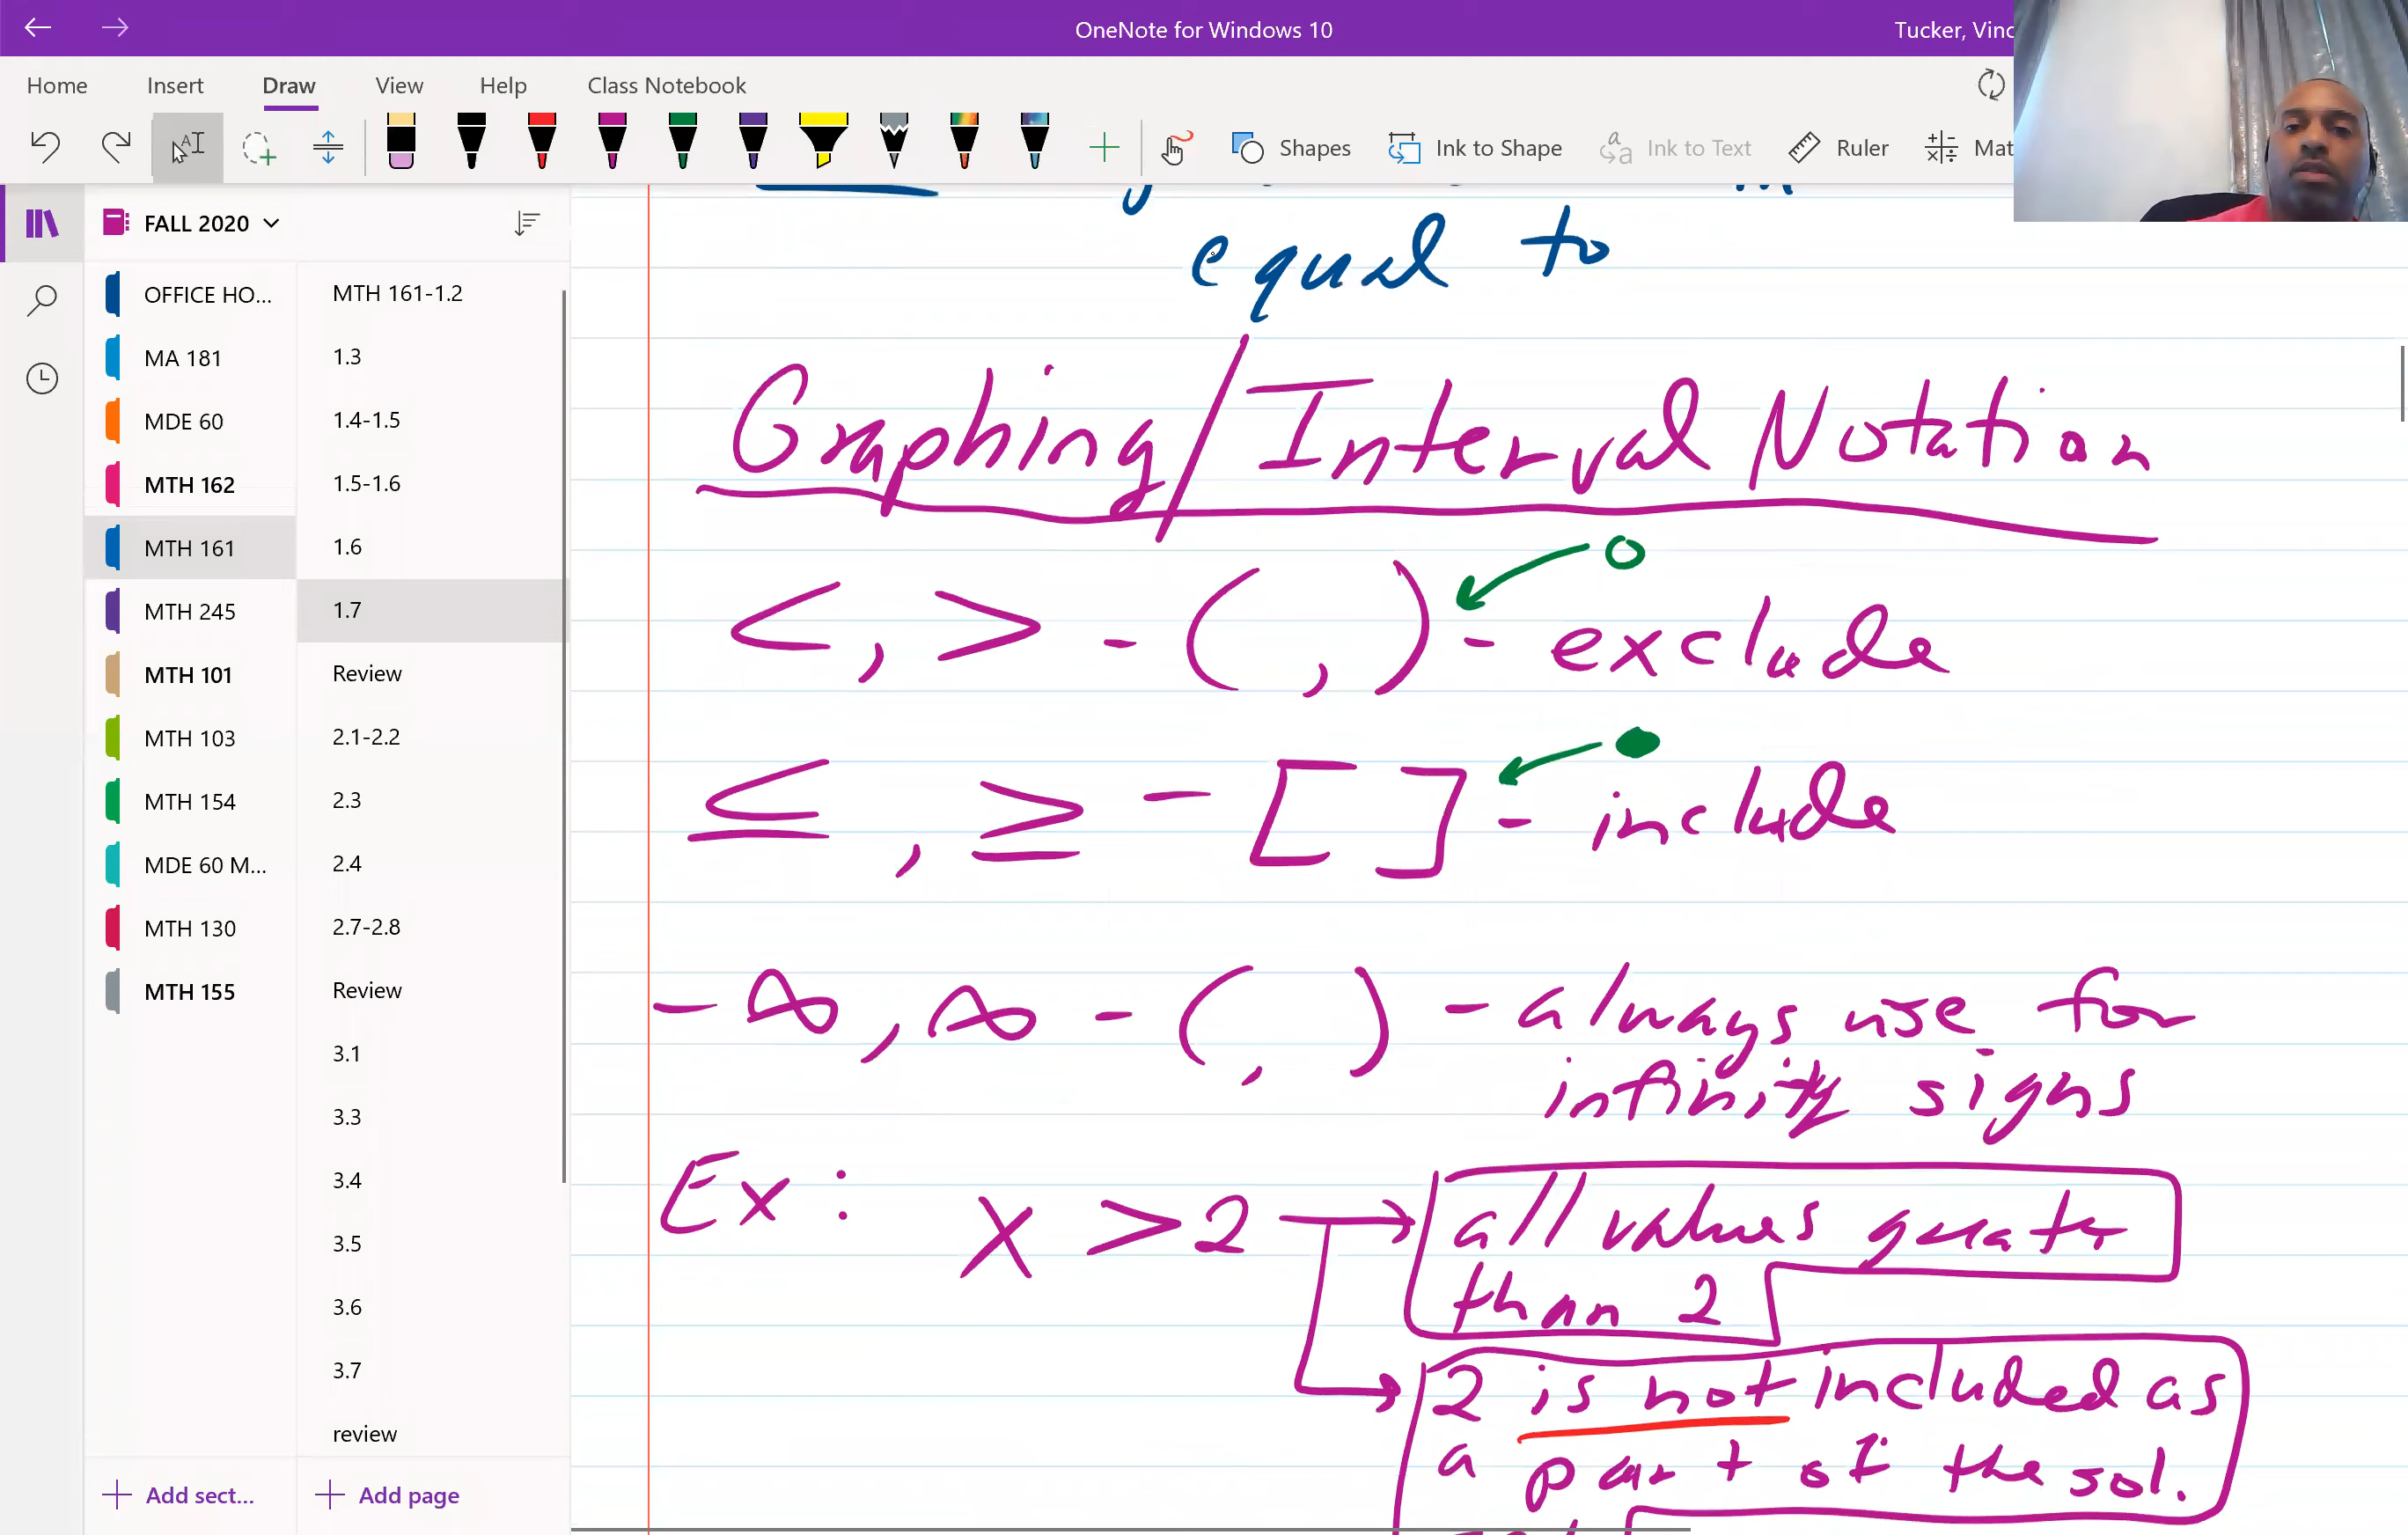 OneNote for Windows 10
Tucker, Vinc
Home Insert Draw View Help Class Notebook
Shapes Ink to Shape Ink to Text Ruler Mat
FALL 2020
OFFICE HO...
MA 181
MDE 60
MTH 162
MTH 161
MTH 245
MTH 101
MTH 103
MTH 154
MDE 60 M...
MTH 130
MTH 155
Add sect...
MTH 161-1.2
1.3
1.4-1.5
1.5-1.6
1.6
1.7
Review
2.1-2.2
2.3
2.4
2.7-2.8
Review
3.1
3.3
3.4
3.5
3.6
3.7
review
Add page
equal to
Graphing/Interval Notation
<, > - ( , ) - exclude
≤, ≥ - [ ] - include
-∞, ∞ - ( , ) - always use for
infinity signs
Ex: X > 2 → all values greater
than 2
2 is not included as
a part of the sol.